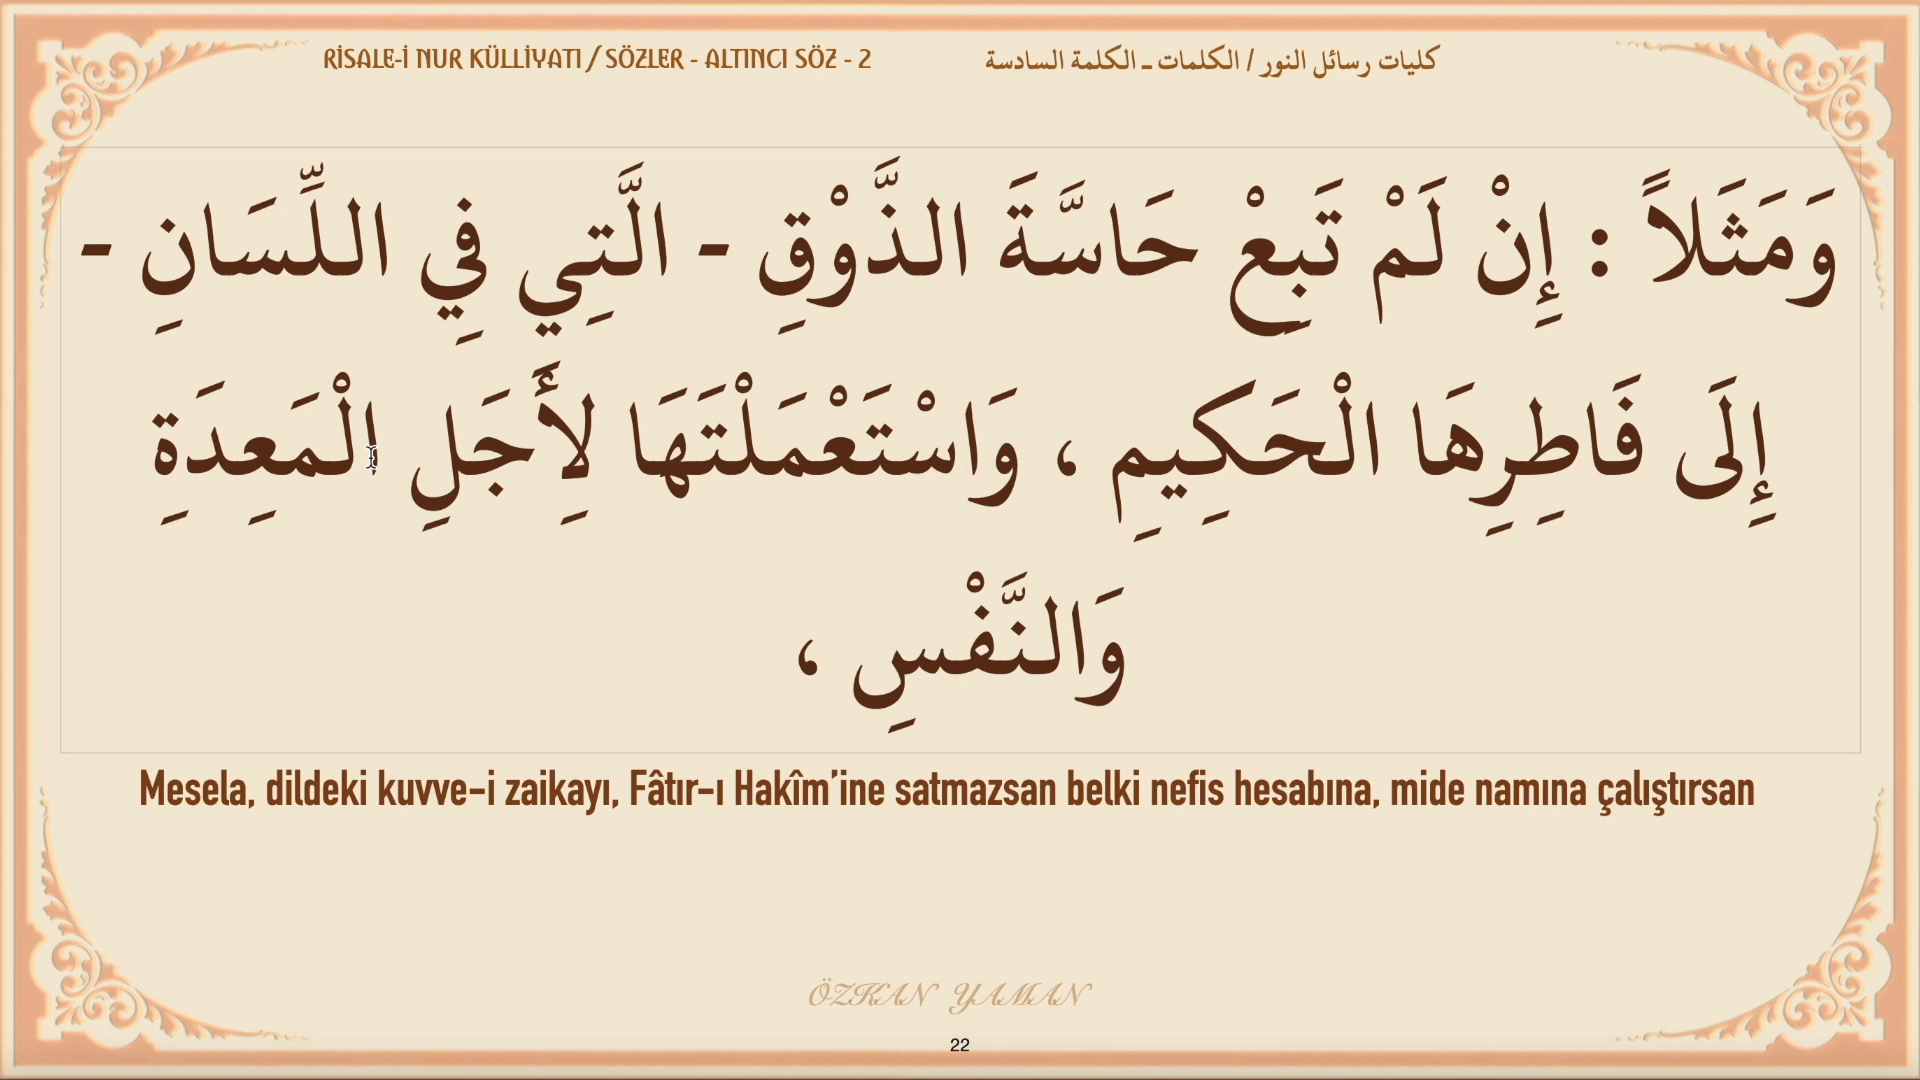 RİSALE-İ NUR KÜLLİYATI / SÖZLER - ALTINCI SÖZ - 2
كليات رسائل النور / الكلمات ـ الكلمة السادسة
وَمَثَلاً : إِنْ لَمْ تَبِعْ حَاسَّةَ الذَّوْقِ - الَّتِي فِي اللِّسَانِ -
إِلَى فَاطِرِهَا الْحَكِيمِ ، وَاسْتَعْمَلْتَهَا لِأَجَلِ الْمَعِدَةِ
وَالنَّفْسِ ،
Mesela, dildeki kuvve-i zaikayı, Fâtır-ı Hakîm'ine satmazsan belki nefis hesabına, mide namına çalıştırsan
ÖZKAN YAMAN
22